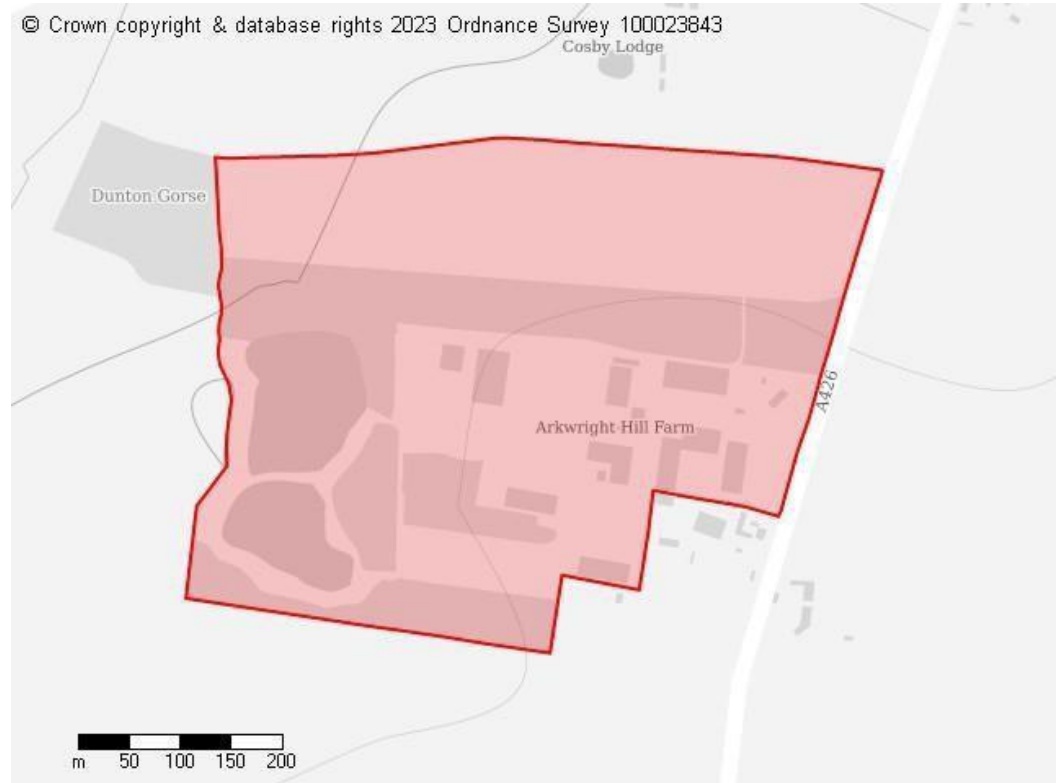 © Crown copyright & database rights 2023 Ordnance Survey 100023843
Cosby Lodge
Dunton Gorse
A426
Arkwright Hill Farm
m 50 100 150 200